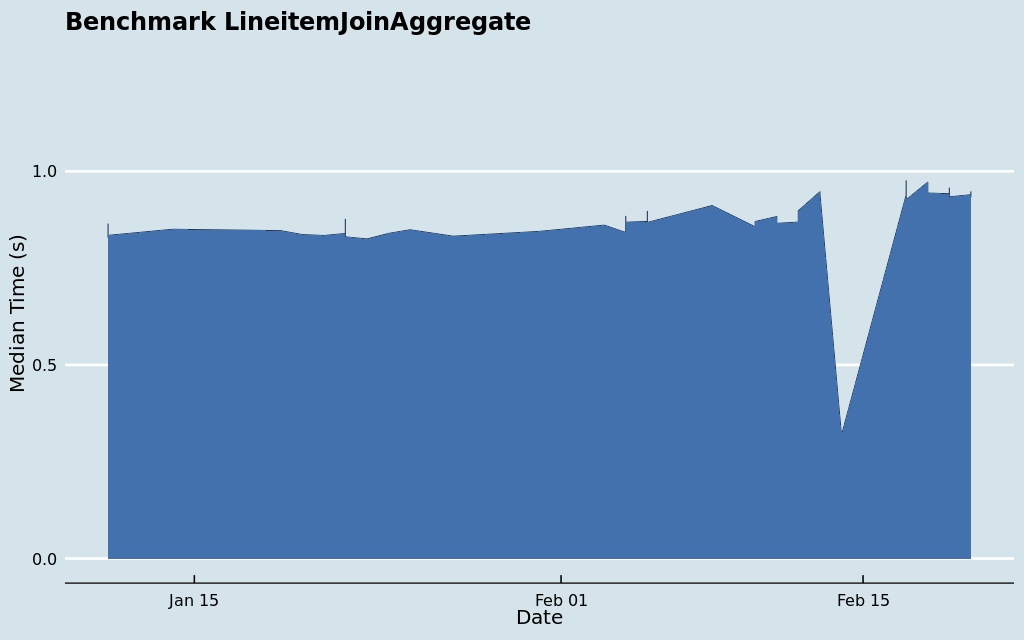 Benchmark LineitemJoinAggregate
Median Time (s)
1.0
0.5
0.0
Jan 15
Feb 01
Feb 15
Date